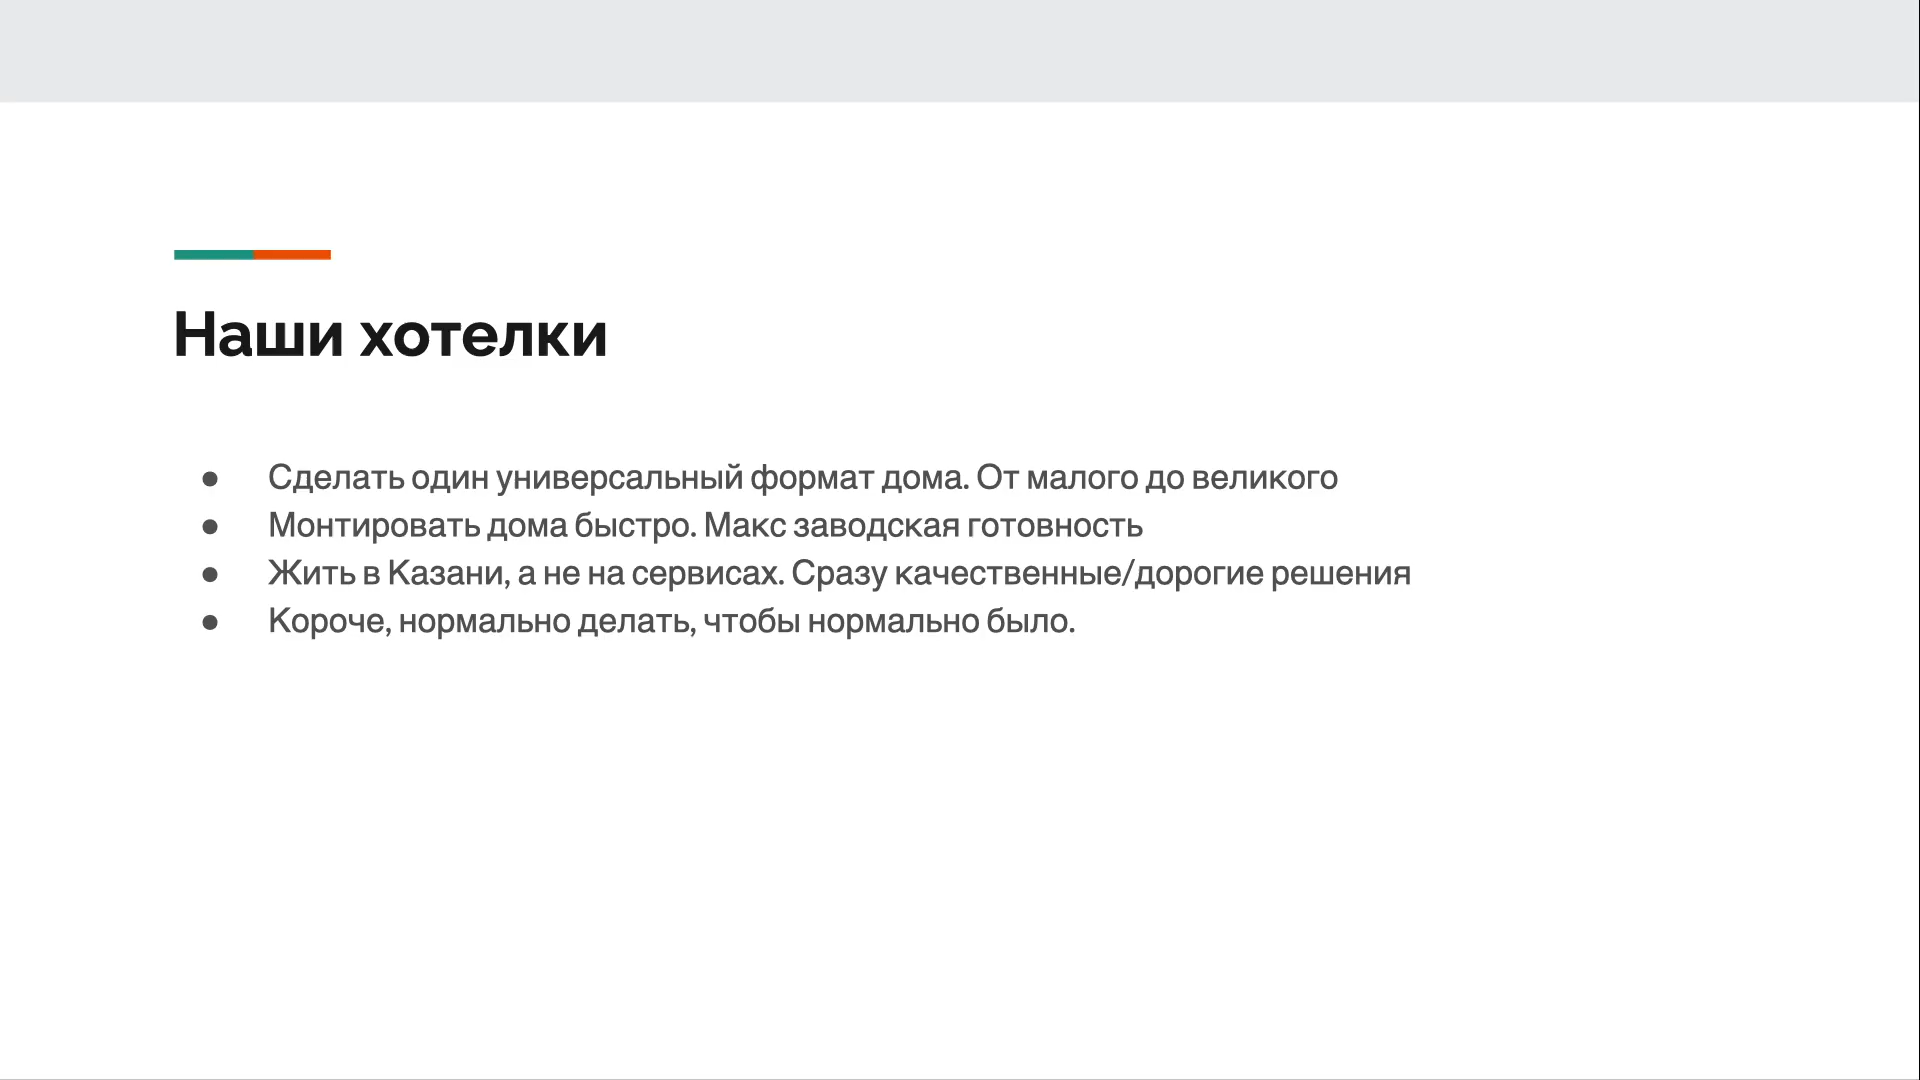 Наши хотелки
● Сделать один универсальный формат дома. От малого до великого
● Монтировать дома быстро. Макс заводская готовность
● Жить в Казани, а не на сервисах. Сразу качественные/дорогие решения
● Короче, нормально делать, чтобы нормально было.